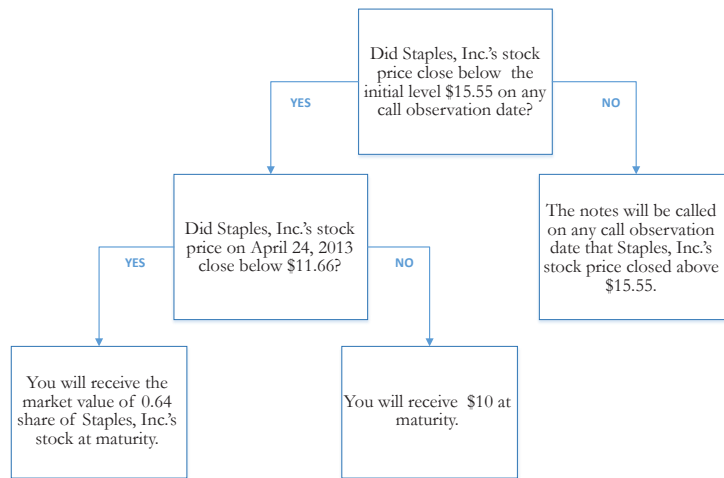 Did Staples, Inc.'s stock
price close below the
initial level $15.55 on any
call observation date?
YES
NO
Did Staples, Inc.'s stock
price on April 24, 2013
close below $11.66?
The notes will be called
on any call observation
date that Staples, Inc.'s
stock price closed above
$15.55.
YES
NO
You will receive the
market value of 0.64
share of Staples, Inc.'s
stock at maturity.
You will receive $10 at
maturity.